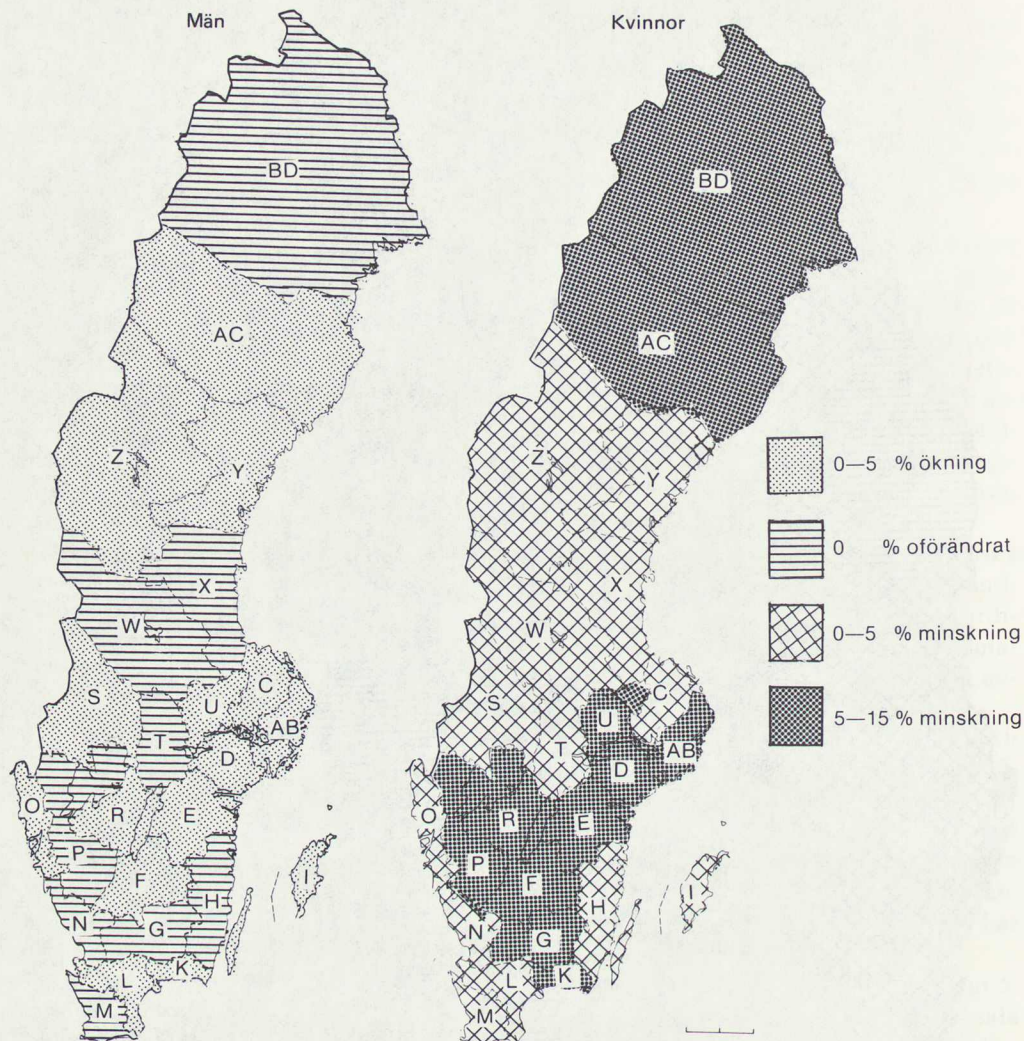 Män
BD
AC
Z
Y
X
W
S
C
U
AB
T
D
O
R
E
P
F
I
H
N
G
K
L
M
Kvinnor
BD
AC
Z
Y
X
W
S
C
U
AB
T
D
O
R
E
P
F
I
H
N
G
L
K
M
0—5 % ökning
0 % oförändrat
0—5 % minskning
5—15 % minskning